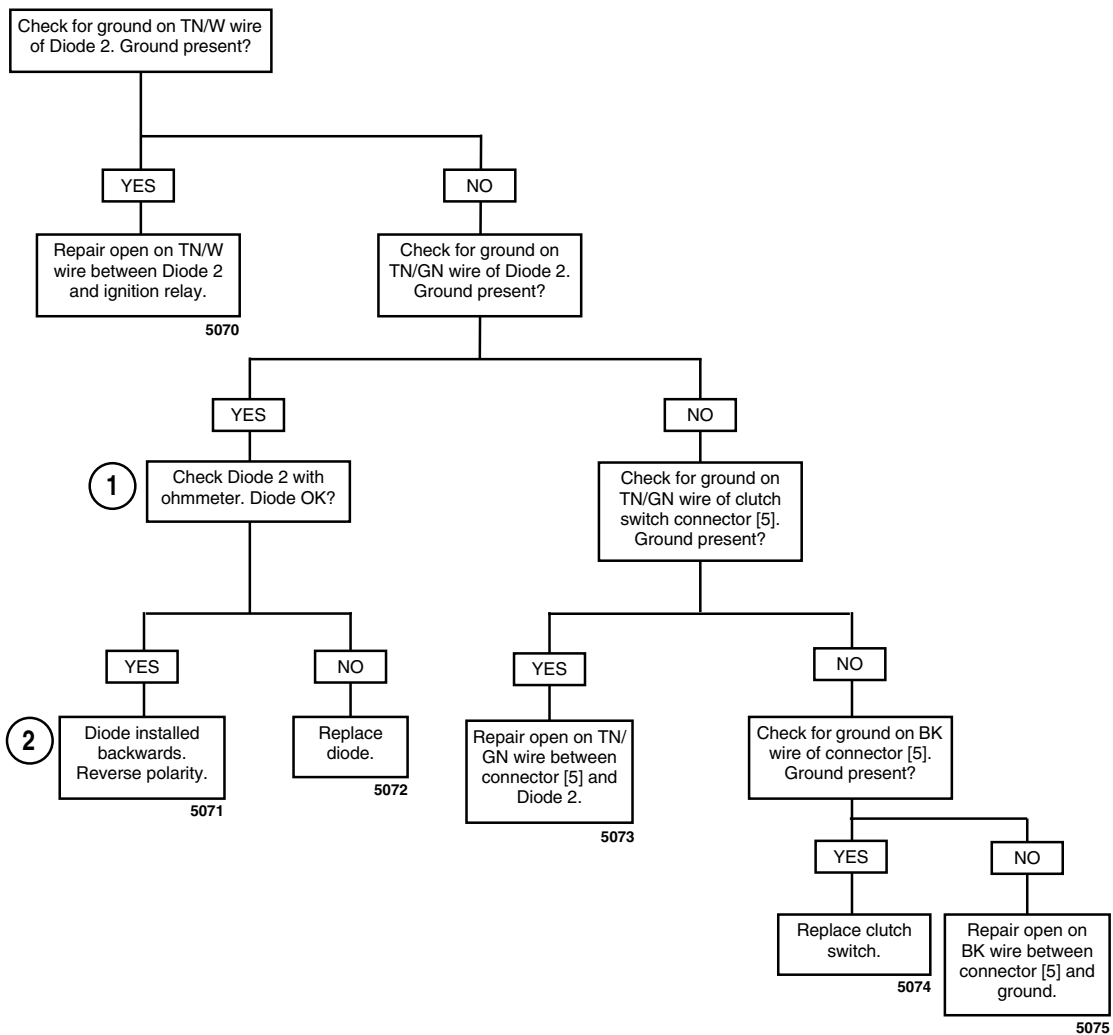 Check for ground on TN/W wire
of Diode 2. Ground present?
YES
NO
Repair open on TN/W
wire between Diode 2
and ignition relay.
5070
Check for ground on
TN/GN wire of Diode 2.
Ground present?
YES
NO
1
Check Diode 2 with
ohmmeter. Diode OK?
Check for ground on
TN/GN wire of clutch
switch connector [5].
Ground present?
YES
NO
YES
NO
2
Diode installed
backwards.
Reverse polarity.
5071
Replace
diode.
5072
Repair open on TN/
GN wire between
connector [5] and
Diode 2.
5073
Check for ground on BK
wire of connector [5].
Ground present?
YES
NO
Replace clutch
switch.
5074
Repair open on
BK wire between
connector [5] and
ground.
5075